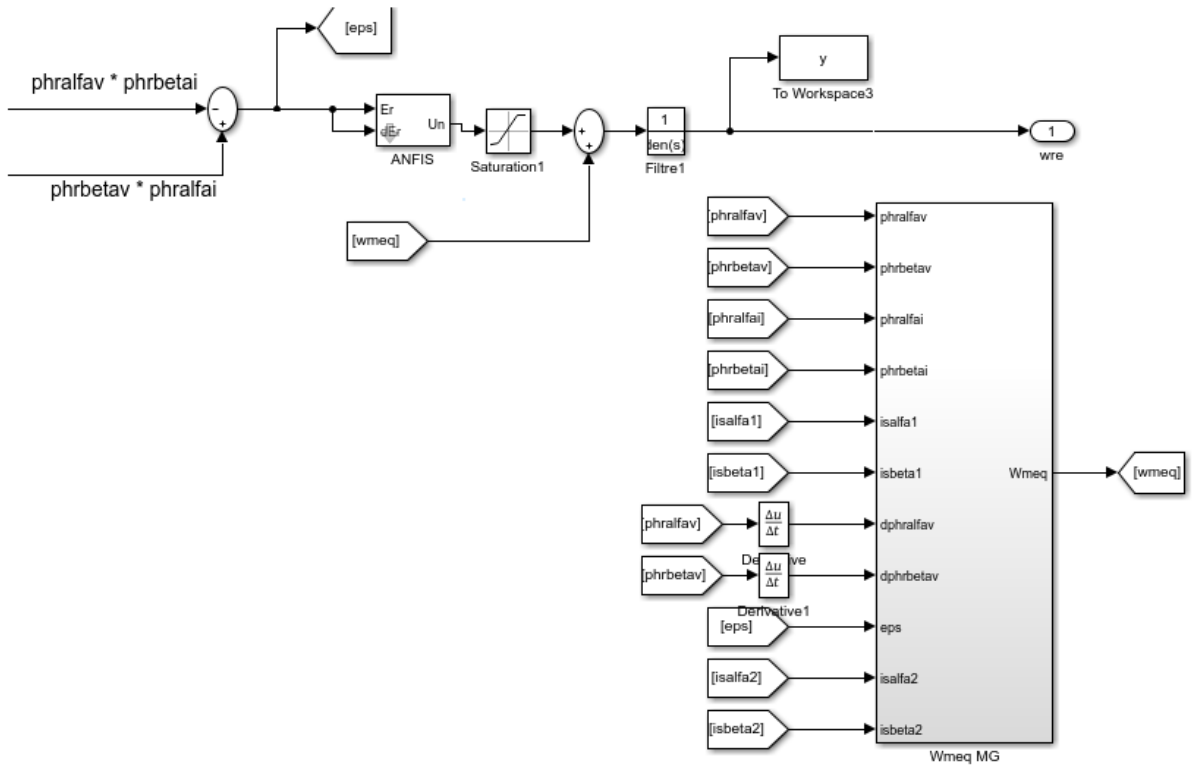 [eps]
phralfav * phrbetai
−
+
phrbetav * phralfai
Er
dEr
Un
ANFIS
Saturation1
+
+
1
den(s)
Filtre1
y
To Workspace3
1
wre
[wmeq]
[phralfav]
phralfav
[phrbetav]
phrbetav
[phralfai]
phralfai
[phrbetai]
phrbetai
[isalfa1]
isalfa1
[isbeta1]
isbeta1
Wmeq
[wmeq]
[phralfav]
Δu
Δt
dphralfav
Derivative
[phrbetav]
Δu
Δt
dphrbetav
Derivative1
[eps]
eps
[isalfa2]
isalfa2
[isbeta2]
isbeta2
Wmeq MG